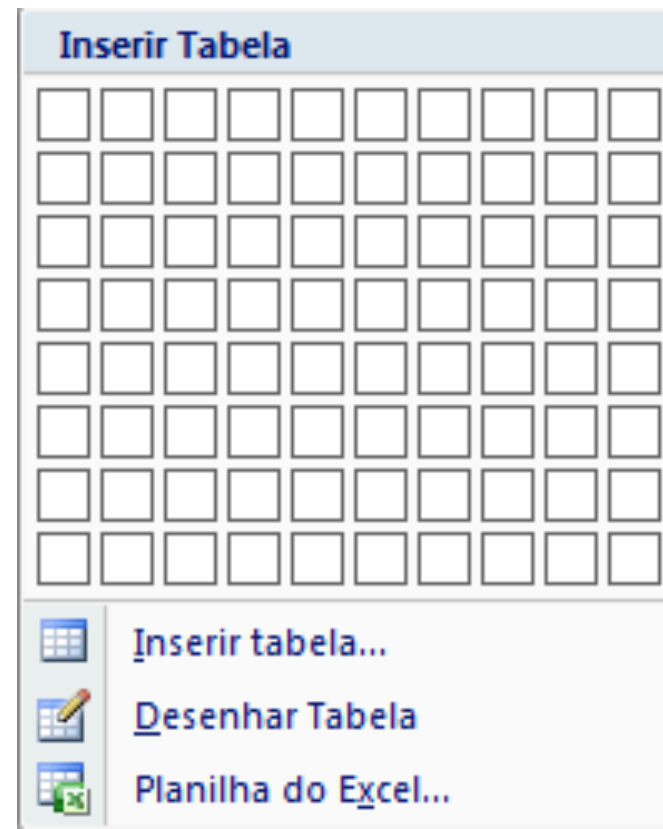 Inserir Tabela
Inserir tabela...
Desenhar Tabela
Planilha do Excel...